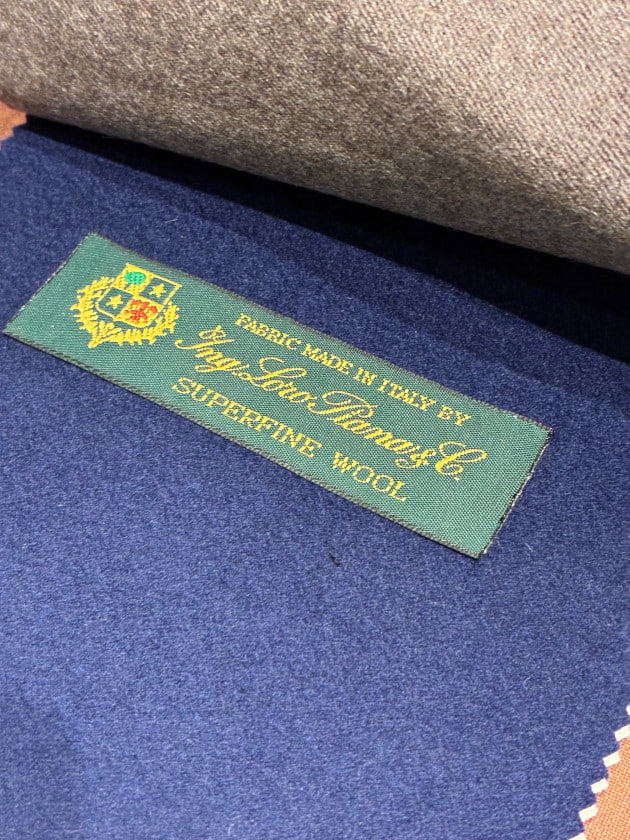 FABRIC MADE IN ITALY BY
Ing. Loro Piana & C.
SUPERFINE WOOL